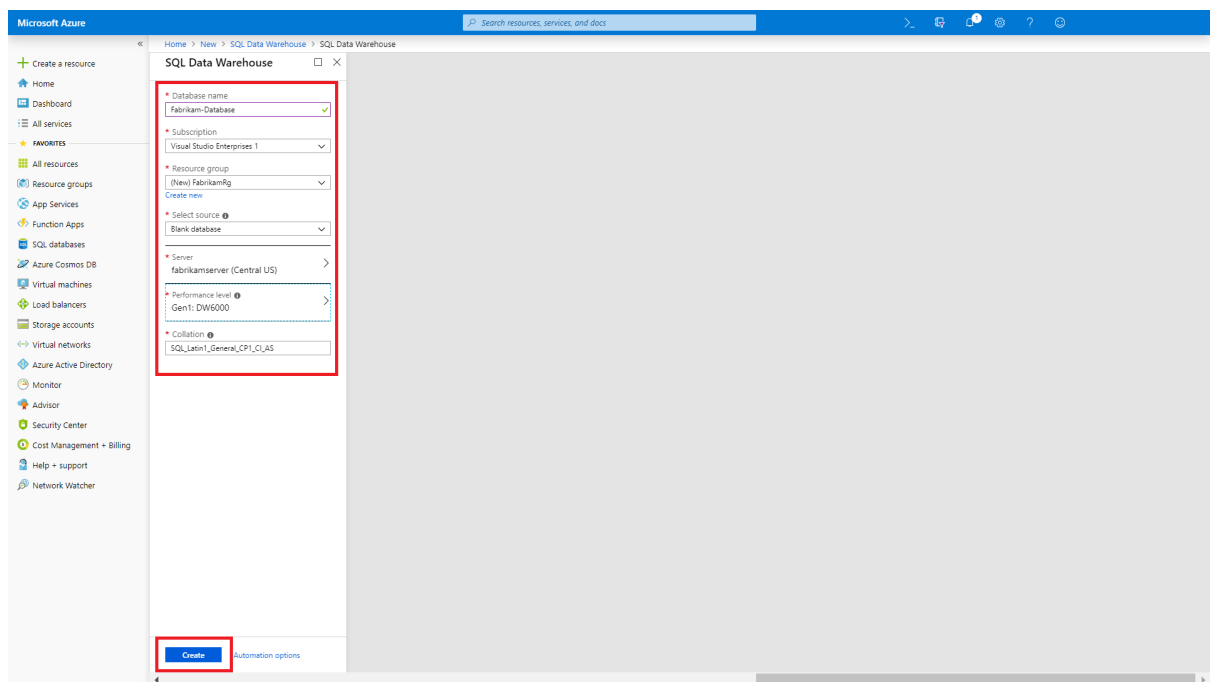 Microsoft Azure
Search resources, services, and docs
1
Home > New > SQL Data Warehouse > SQL Data Warehouse
Create a resource
Home
Dashboard
All services
FAVORITES
All resources
Resource groups
App Services
Function Apps
SQL databases
Azure Cosmos DB
Virtual machines
Load balancers
Storage accounts
Virtual networks
Azure Active Directory
Monitor
Advisor
Security Center
Cost Management + Billing
Help + support
Network Watcher
SQL Data Warehouse
* Database name
Fabrikam-Database
* Subscription
Visual Studio Enterprises 1
* Resource group
(New) FabrikamRg
Create new
* Select source
Blank database
* Server
fabrikamserver (Central US)
* Performance level
Gen1: DW6000
* Collation
SQL_Latin1_General_CP1_CI_AS
Create
Automation options